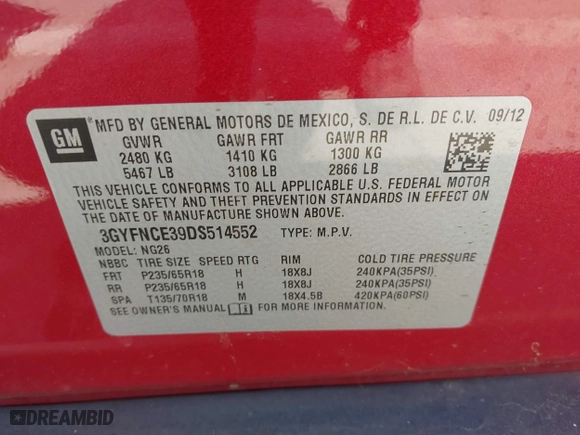 GM
MFD BY GENERAL MOTORS DE MEXICO, S. DE R.L. DE C.V. 09/12
GVWR GAWR FRT GAWR RR
2480 KG 1410 KG 1300 KG
5467 LB 3108 LB 2866 LB
THIS VEHICLE CONFORMS TO ALL APPLICABLE U.S. FEDERAL MOTOR
VEHICLE SAFETY AND THEFT PREVENTION STANDARDS IN EFFECT ON
THE DATE OF MANUFACTURE SHOWN ABOVE.
3GYFNCE39DS514552 TYPE: M.P.V.
MODEL: NG26
NBBC TIRE SIZE SPEED RIM COLD TIRE PRESSURE
FRT P235/65R18 H 18X8J 240KPA(35PSI)
RR P235/65R18 H 18X8J 240KPA(35PSI)
SPA T135/70R18 M 18X4.5B 420KPA(60PSI)
SEE OWNER'S MANUAL FOR MORE INFORMATION.
DREAMBID